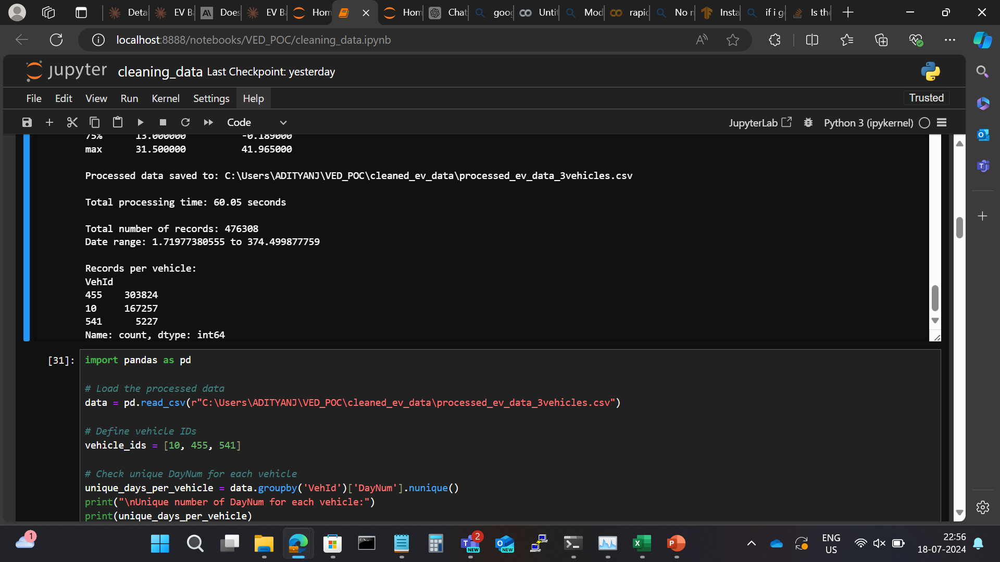 Deta
EV Ba
Does
EV Ba
Hom
Hom
Chat
goog
Unti
Mod
rapid
No n
Insta
if i g
Is the
localhost:8888/notebooks/VED_POC/cleaning_data.ipynb
jupyter cleaning_data Last Checkpoint: yesterday
File Edit View Run Kernel Settings Help
Trusted
Code
JupyterLab
Python 3 (ipykernel)
75% 13.000000 -0.189000
max 31.500000 41.965000
Processed data saved to: C:\Users\ADITYANJ\VED_POC\cleaned_ev_data\processed_ev_data_3vehicles.csv
Total processing time: 60.05 seconds
Total number of records: 476308
Date range: 1.71977380555 to 374.499877759
Records per vehicle:
VehId
455 303824
10 167257
541 5227
Name: count, dtype: int64
[31]: import pandas as pd
# Load the processed data
data = pd.read_csv(r"C:\Users\ADITYANJ\VED_POC\cleaned_ev_data\processed_ev_data_3vehicles.csv")
# Define vehicle IDs
vehicle_ids = [10, 455, 541]
# Check unique DayNum for each vehicle
unique_days_per_vehicle = data.groupby('VehId')['DayNum'].nunique()
print("\nUnique number of DayNum for each vehicle:")
print(unique_days_per_vehicle)
1
2
NEW
NEW
ENG
US
22:56
18-07-2024